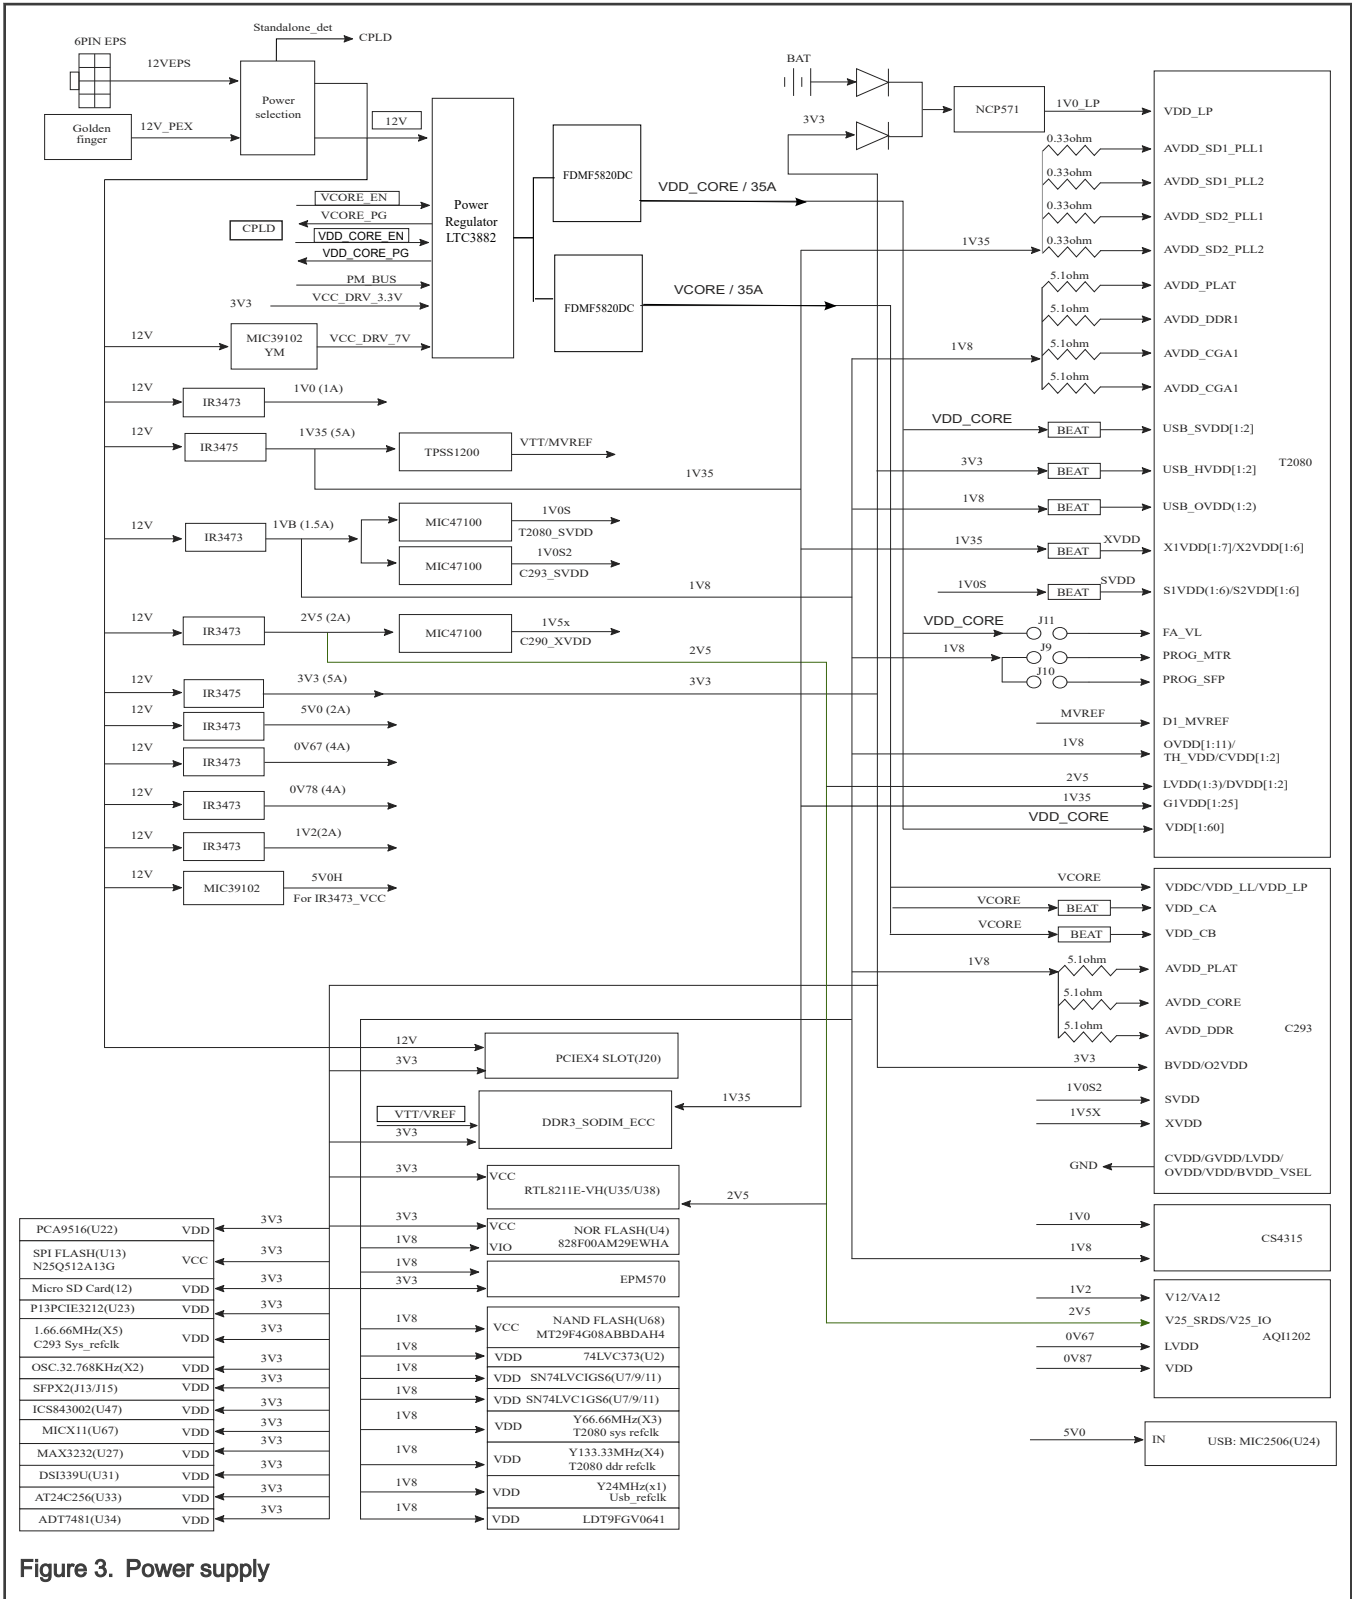 Standalone_det
CPLD
6PIN EPS
12VEPS
Power
selection
Golden
finger
12V_PEX
12V
VCORE_EN
VCORE_PG
CPLD
VDD_CORE_EN
VDD_CORE_PG
PM_BUS
3V3
VCC_DRV_3.3V
12V
MIC39102
YM
VCC_DRV_7V
Power
Regulator
LTC3882
FDMF5820DC
VDD_CORE / 35A
FDMF5820DC
VCORE / 35A
BAT
3V3
NCP571
1V0_LP
VDD_LP
0.33ohm
AVDD_SD1_PLL1
0.33ohm
AVDD_SD1_PLL2
0.33ohm
AVDD_SD2_PLL1
1V35
0.33ohm
AVDD_SD2_PLL2
5.1ohm
AVDD_PLAT
5.1ohm
AVDD_DDR1
1V8
5.1ohm
AVDD_CGA1
5.1ohm
AVDD_CGA1
VDD_CORE
BEAT
USB_SVDD[1:2]
T2080
3V3
BEAT
USB_HVDD[1:2]
1V8
BEAT
USB_OVDD(1:2)
1V35
BEAT
XVDD
X1VDD[1:7]/X2VDD[1:6]
1V0S
BEAT
SVDD
S1VDD(1:6)/S2VDD[1:6]
VDD_CORE
J11
FA_VL
1V8
J9
PROG_MTR
J10
PROG_SFP
MVREF
D1_MVREF
1V8
OVDD[1:11)/
TH_VDD/CVDD[1:2]
2V5
LVDD(1:3)/DVDD[1:2]
1V35
G1VDD[1:25]
VDD_CORE
VDD[1:60]
12V
IR3473
1V0 (1A)
12V
IR3475
1V35 (5A)
TPSS1200
VTT/MVREF
1V35
12V
IR3473
1VB (1.5A)
MIC47100
1V0S
T2080_SVDD
MIC47100
1V0S2
C293_SVDD
1V8
12V
IR3473
2V5 (2A)
MIC47100
1V5x
C290_XVDD
2V5
12V
IR3475
3V3 (5A)
3V3
12V
IR3473
5V0 (2A)
12V
IR3473
0V67 (4A)
12V
IR3473
0V78 (4A)
12V
IR3473
1V2(2A)
12V
MIC39102
5V0H
For IR3473_VCC
VCORE
VDDC/VDD_LL/VDD_LP
VCORE
BEAT
VDD_CA
VCORE
BEAT
VDD_CB
1V8
5.1ohm
AVDD_PLAT
5.1ohm
AVDD_CORE
5.1ohm
AVDD_DDR
C293
3V3
BVDD/O2VDD
1V0S2
SVDD
1V5X
XVDD
GND
CVDD/GVDD/LVDD/
OVDD/VDD/BVDD_VSEL
12V
3V3
PCIEX4 SLOT(J20)
VTT/VREF
3V3
DDR3_SODIM_ECC
1V35
3V3
VCC
RTL8211E-VH(U35/U38)
2V5
3V3
VCC
NOR FLASH(U4)
828F00AM29EWHA
1V8
VIO
1V8
3V3
EPM570
1V8
VCC
NAND FLASH(U68)
MT29F4G08ABBDAH4
1V8
VDD
74LVC373(U2)
1V8
VDD
SN74LVCIGS6(U7/9/11)
1V8
VDD
SN74LVC1GS6(U7/9/11)
1V8
VDD
Y66.66MHz(X3)
T2080 sys refclk
1V8
VDD
Y133.33MHz(X4)
T2080 ddr refclk
1V8
VDD
Y24MHz(x1)
Usb_refclk
1V8
VDD
LDT9FGV0641
PCA9516(U22)
VDD
3V3
SPI FLASH(U13)
N25Q512A13G
VCC
3V3
Micro SD Card(12)
VDD
3V3
P13PCIE3212(U23)
VDD
3V3
1.66.66MHz(X5)
C293 Sys_refclk
VDD
3V3
OSC.32.768KHz(X2)
VDD
3V3
SFPX2(J13/J15)
VDD
3V3
ICS843002(U47)
VDD
3V3
MICX11(U67)
VDD
3V3
MAX3232(U27)
VDD
3V3
DSI339U(U31)
VDD
3V3
AT24C256(U33)
VDD
3V3
ADT7481(U34)
VDD
3V3
1V0
1V8
CS4315
1V2
V12/VA12
2V5
V25_SRDS/V25_IO
AQI1202
0V67
LVDD
0V87
VDD
5V0
IN
USB: MIC2506(U24)
Figure 3. Power supply